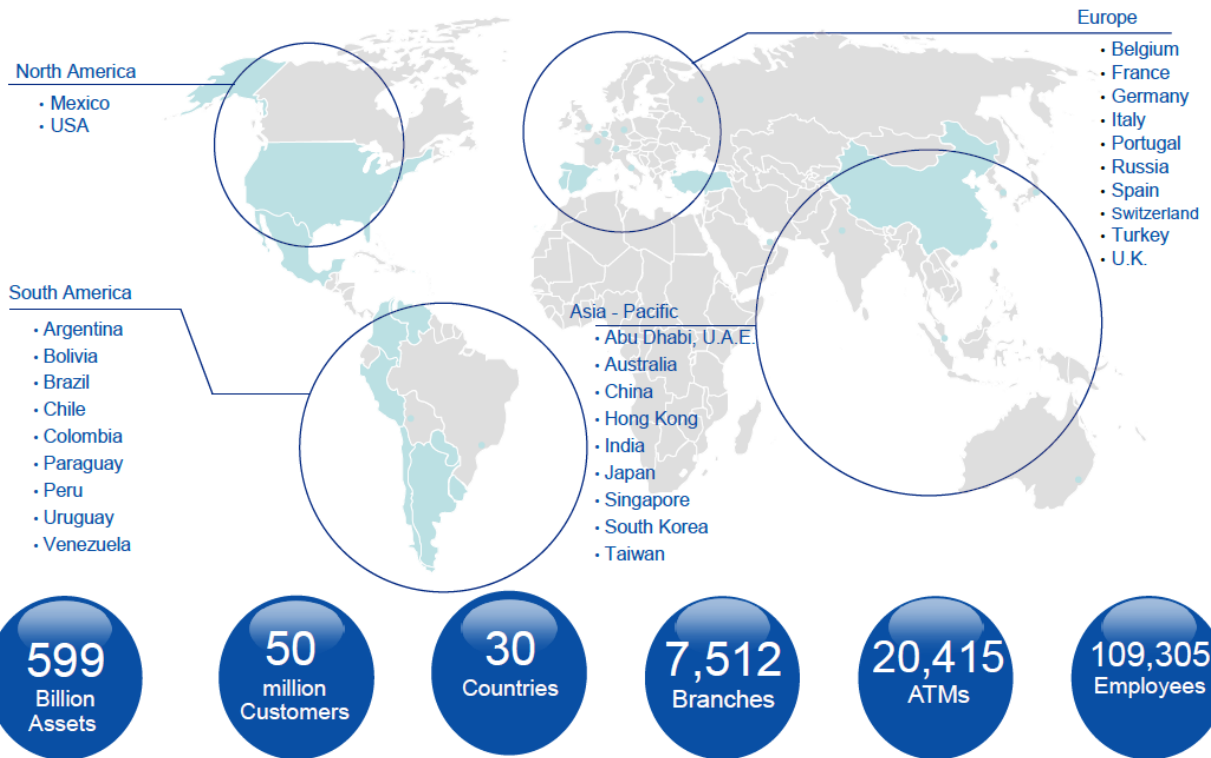 Europe
• Belgium
• France
• Germany
• Italy
• Portugal
• Russia
• Spain
• Switzerland
• Turkey
• U.K.
North America
• Mexico
• USA
South America
• Argentina
• Bolivia
• Brazil
• Chile
• Colombia
• Paraguay
• Peru
• Uruguay
• Venezuela
Asia - Pacific
• Abu Dhabi, U.A.E.
• Australia
• China
• Hong Kong
• India
• Japan
• Singapore
• South Korea
• Taiwan
599
Billion
Assets
50
million
Customers
30
Countries
7,512
Branches
20,415
ATMs
109,305
Employees